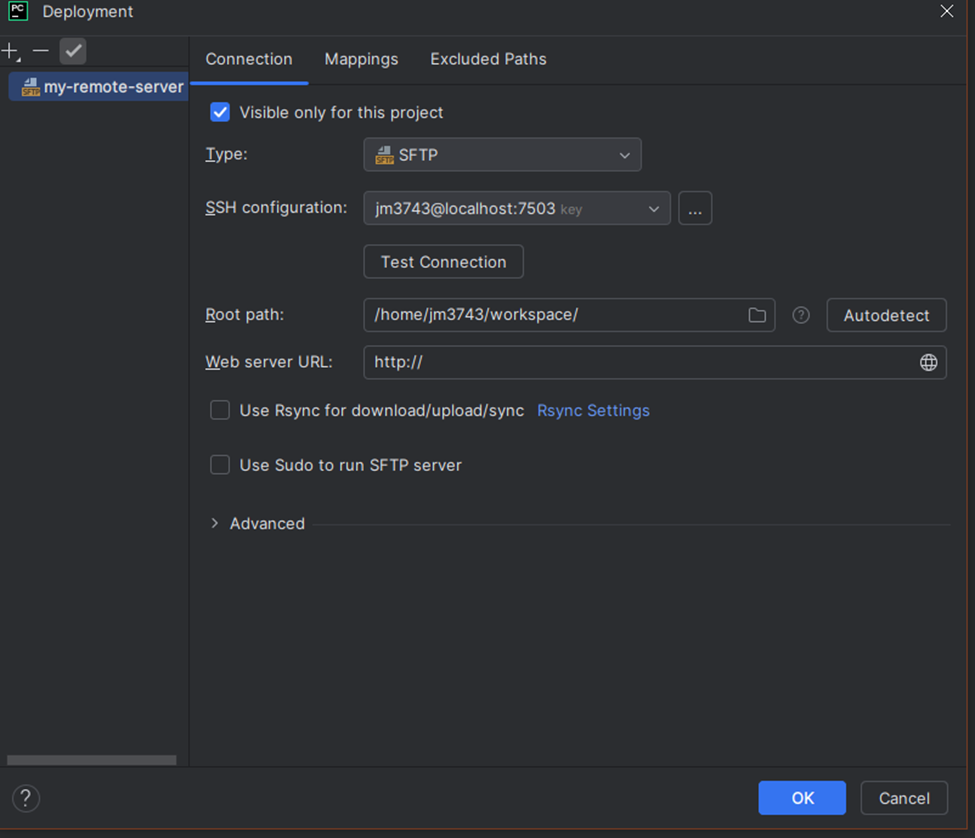 PC Deployment
Connection Mappings Excluded Paths
SFTP my-remote-server
Visible only for this project
Type: SFTP SFTP
SSH configuration: jm3743@localhost:7503 key ...
Test Connection
Root path: /home/jm3743/workspace/ ? Autodetect
Web server URL: http://
Use Rsync for download/upload/sync Rsync Settings
Use Sudo to run SFTP server
Advanced
? OK Cancel